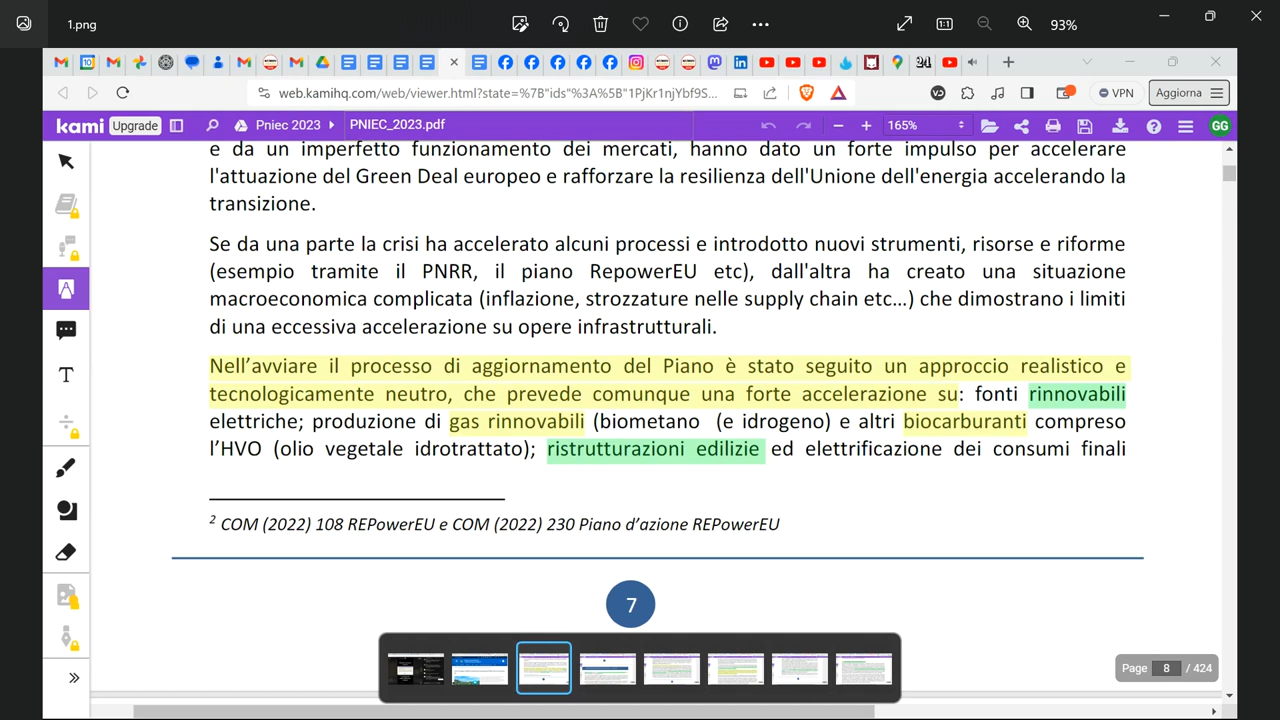 1.png
93%
web.kamihq.com/web/viewer.html?state=%7B"ids"%3A%5B"1PjKr1njYbf9S...
VPN
Aggiorna
kami Upgrade
Pniec 2023
PNIEC_2023.pdf
165%
GG
e da un imperfetto funzionamento dei mercati, hanno dato un forte impulso per accelerare
l'attuazione del Green Deal europoo e rafforzare la resilienza dell'Unione dell'energia accelerando la
transizione.
Se da una parte la crisi ha accelerato alcuni processi e introdotto nuovi strumenti, risorse e riforme
(esempio tramite il PNRR, il piano RepowerEU etc), dall'altra ha creato una situazione
macroeconomica complicata (inflazione, strozzature nelle supply chain etc...) che dimostrano i limiti
di una eccessiva accelerazione su opere infrastrutturali.
Nell’avviare il processo di aggiornamento del Piano è stato seguito un approccio realistico e
tecnologicamente neutro, che prevede comunque una forte accelerazione su: fonti rinnovabili
elettriche; produzione di gas rinnovabili (biometano (e idrogeno) e altri biocarburanti compreso
l’HVO (olio vegetale idrotrattato); ristrutturazioni edilizie ed elettrificazione dei consumi finali
2 COM (2022) 108 REPowerEU e COM (2022) 230 Piano d’azione REPowerEU
7
Page 8 / 424